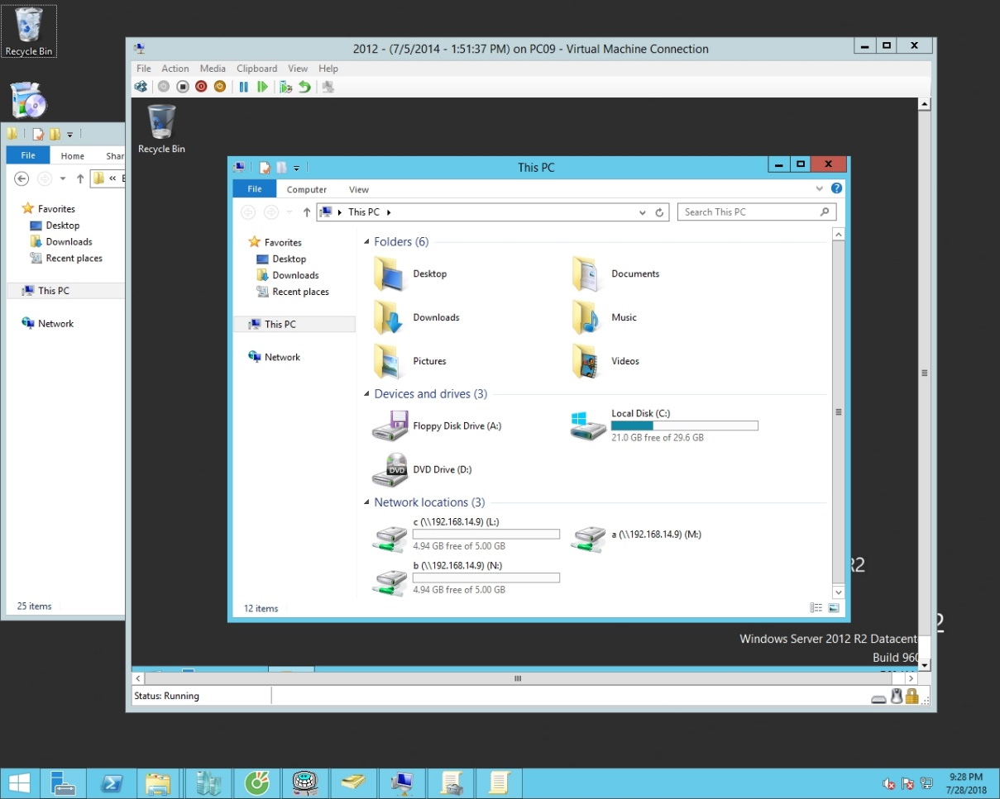 Recycle Bin
2012 - (7/5/2014 - 1:51:37 PM) on PC09 - Virtual Machine Connection
File Action Media Clipboard View Help
Recycle Bin
File Home Shar
« E
Favorites
Desktop
Downloads
Recent places
This PC
Network
25 items
This PC
File Computer View
This PC
Search This PC
Favorites
Desktop
Downloads
Recent places
This PC
Network
Folders (6)
Desktop
Documents
Downloads
Music
Pictures
Videos
Devices and drives (3)
Floppy Disk Drive (A:)
Local Disk (C:)
21.0 GB free of 29.6 GB
DVD
DVD Drive (D:)
Network locations (3)
c (\\192.168.14.9) (L:)
4.94 GB free of 5.00 GB
a (\\192.168.14.9) (M:)
b (\\192.168.14.9) (N:)
4.94 GB free of 5.00 GB
12 items
R2
2
Windows Server 2012 R2 Datacent
Build 960
Status: Running
9:28 PM
7/28/2018